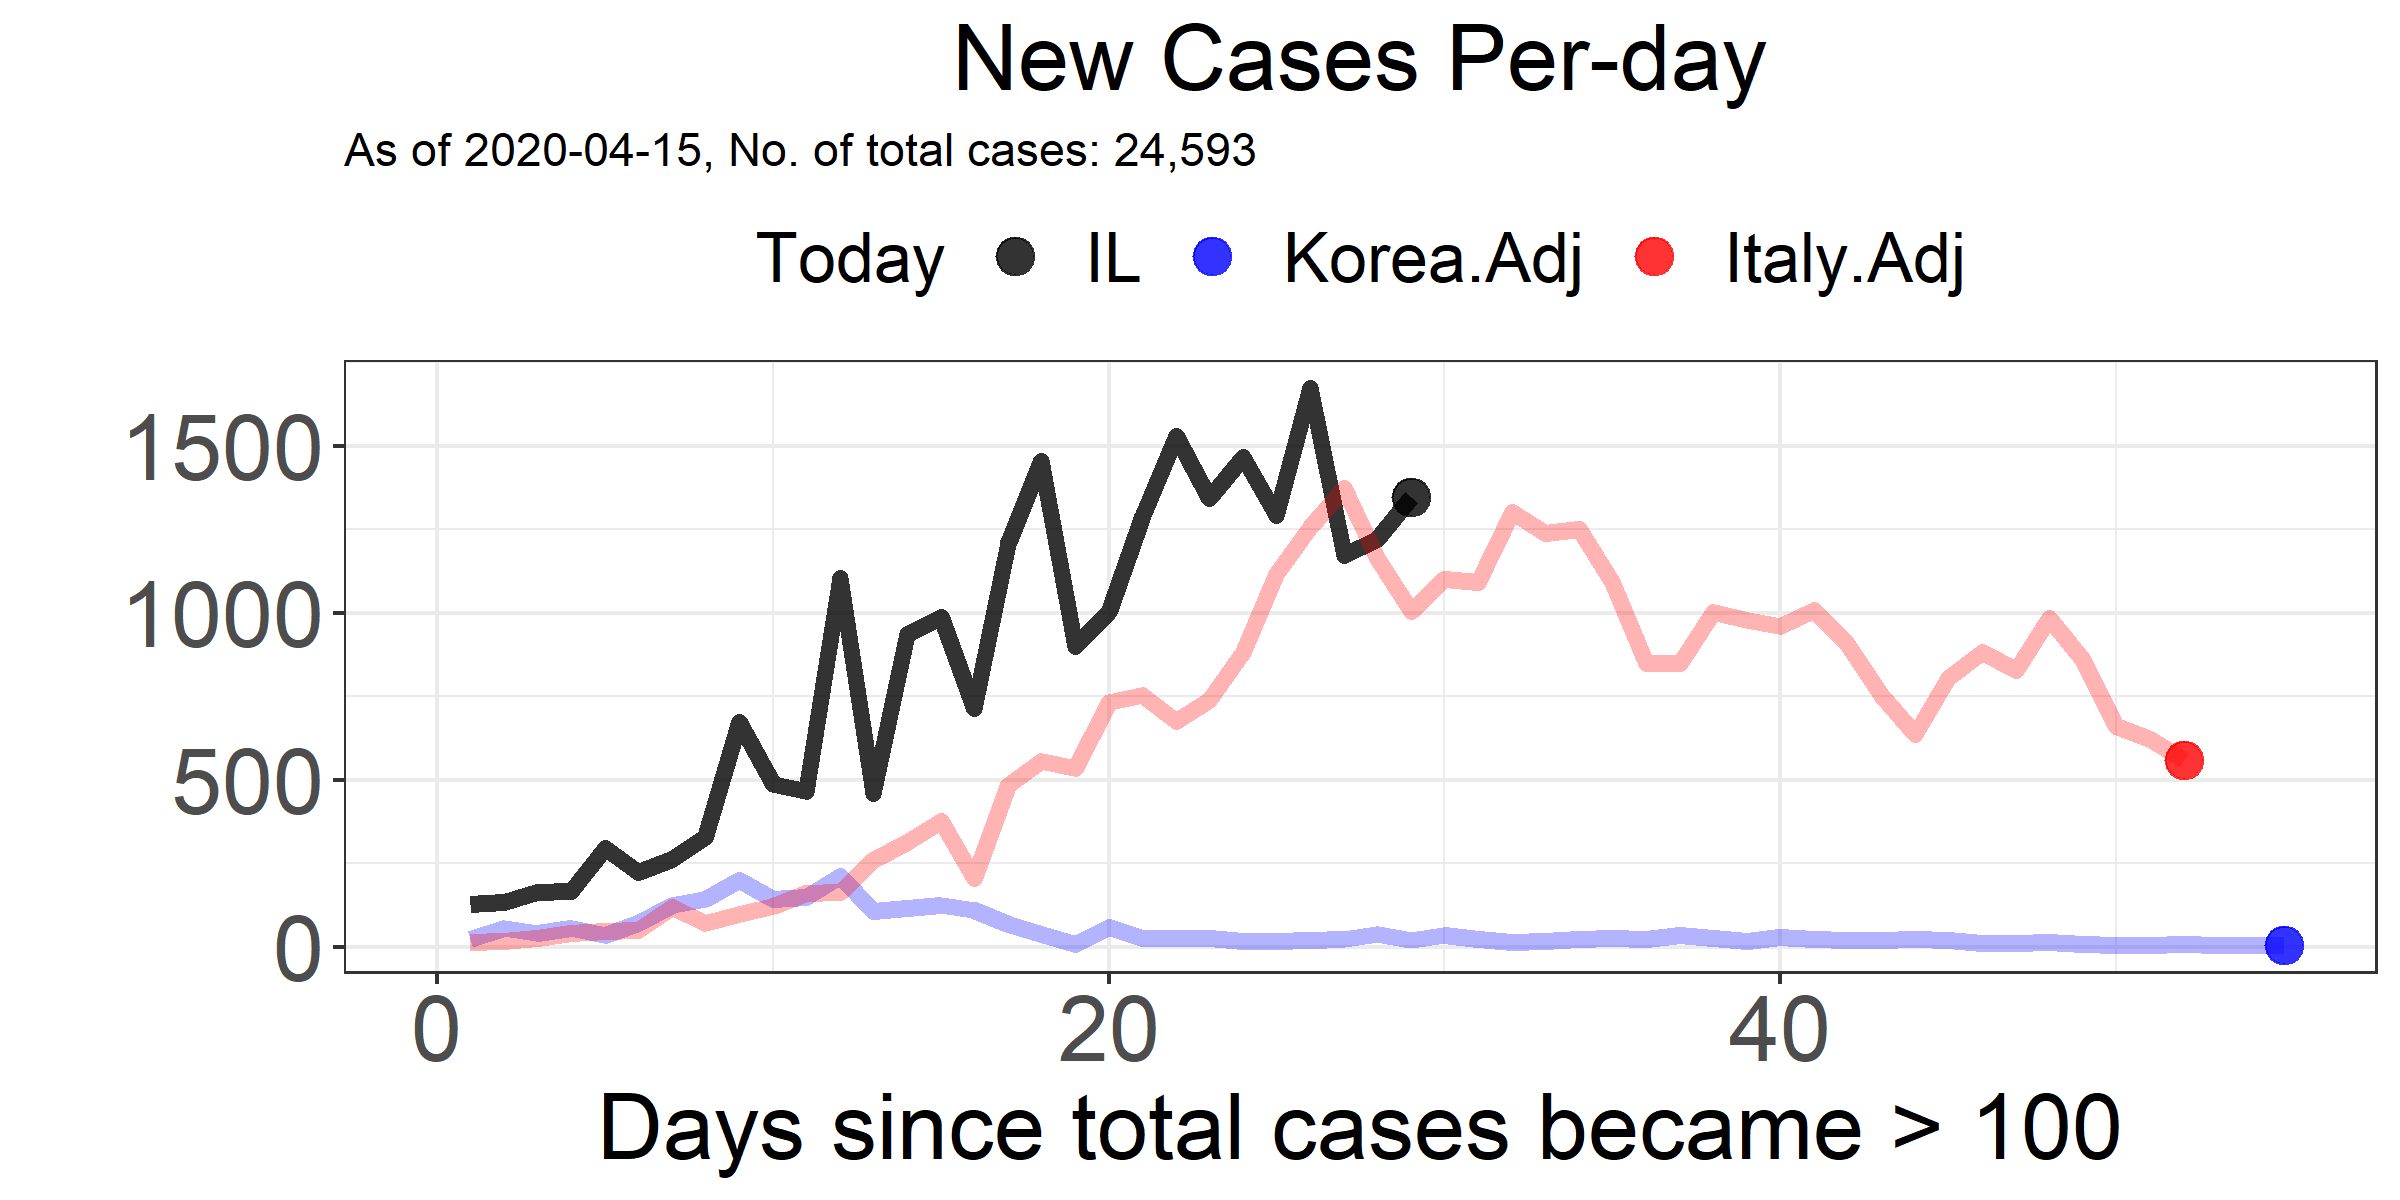 New Cases Per-day
As of 2020-04-15, No. of total cases: 24,593
Today IL Korea.Adj Italy.Adj
1500
1000
500
0
0 20 40
Days since total cases became > 100